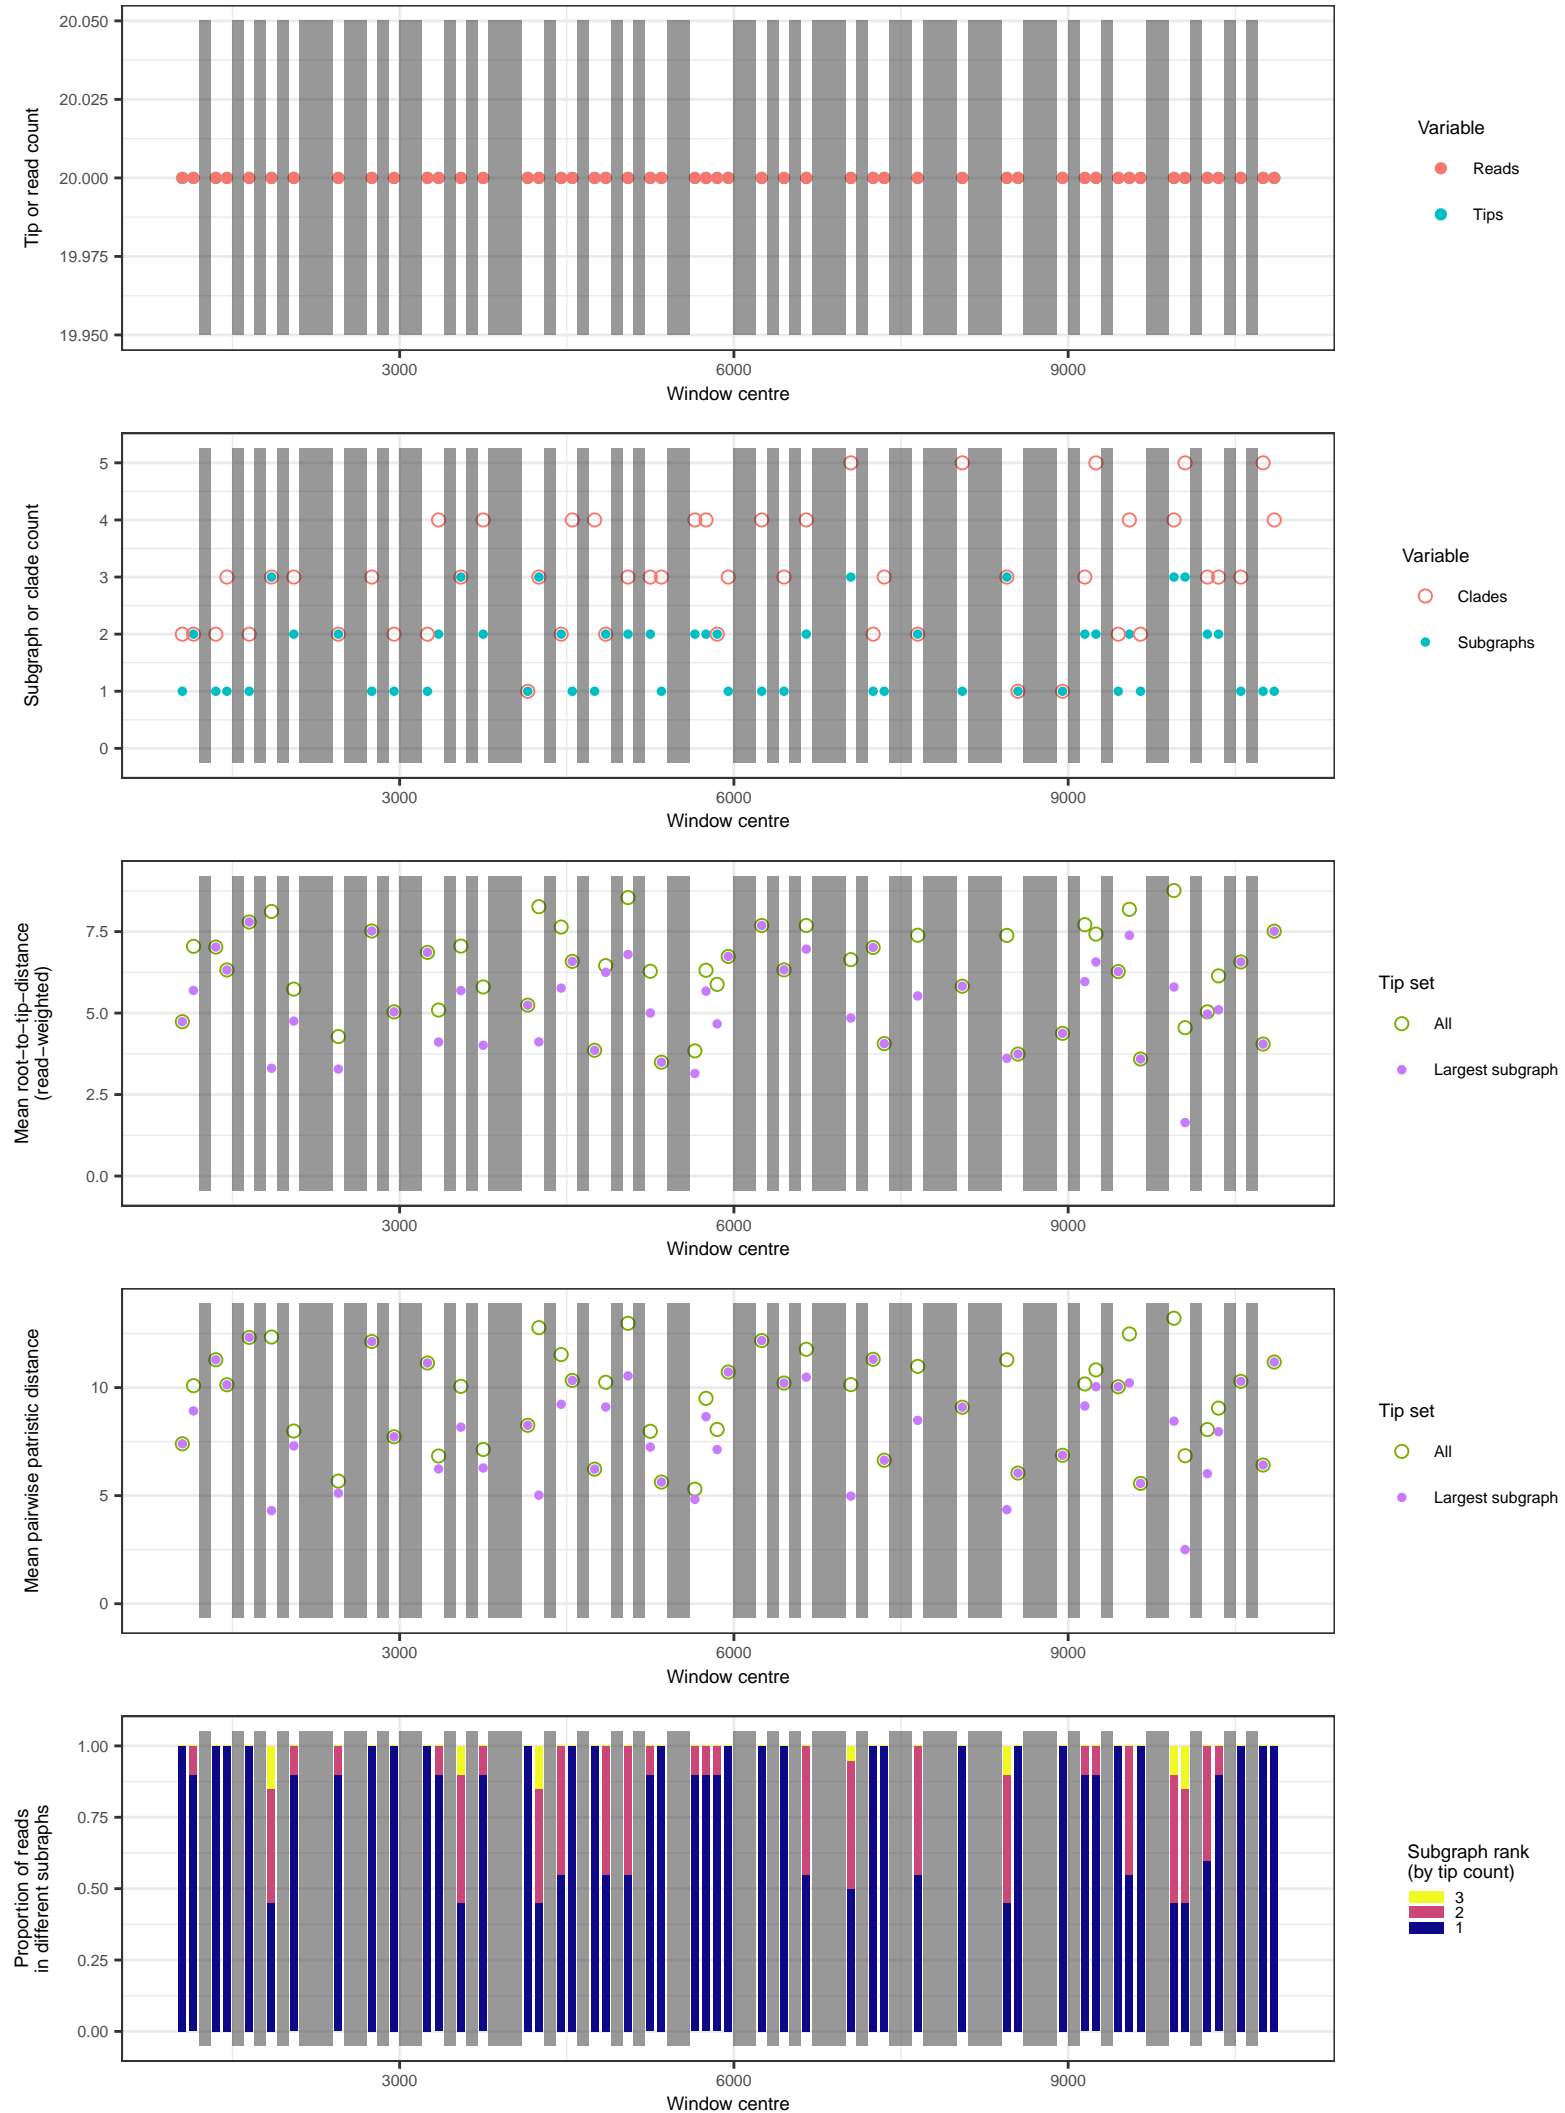 20.050
20.025
20.000
19.975
19.950
Tip or read count
3000
6000
9000
Window centre
Variable
Reads
Tips
5
4
3
2
1
0
Subgraph or clade count
3000
6000
9000
Window centre
Variable
Clades
Subgraphs
7.5
5.0
2.5
0.0
Mean root−to−tip−distance
(read−weighted)
3000
6000
9000
Window centre
Tip set
All
Largest subgraph
10
5
0
Mean pairwise patristic distance
3000
6000
9000
Window centre
Tip set
All
Largest subgraph
1.00
0.75
0.50
0.25
0.00
Proportion of reads
in different subraphs
3000
6000
9000
Window centre
Subgraph rank
(by tip count)
3
2
1